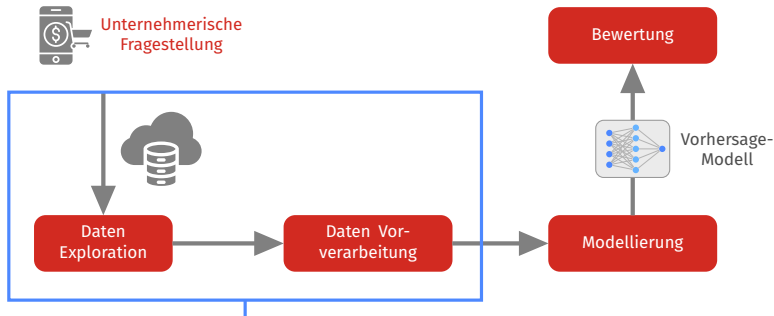 Unternehmerische
Fragestellung
Bewertung
Vorhersage-
Modell
Daten
Exploration
Daten Vor-
verarbeitung
Modellierung